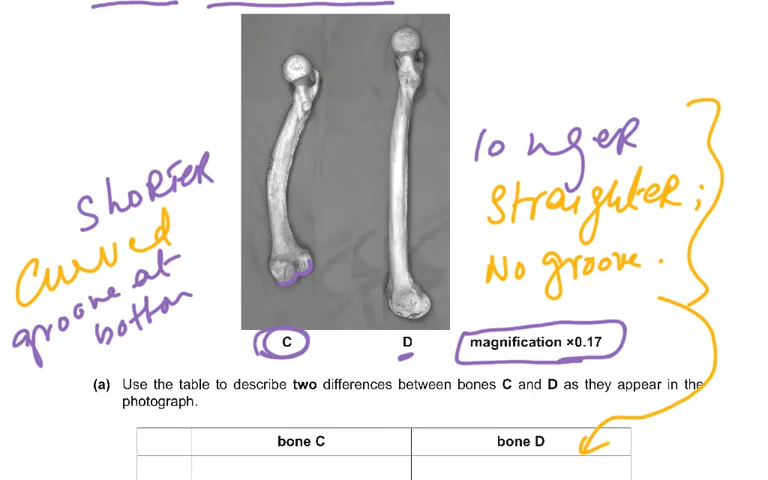 longer
straighter;
No groove.
Shorter
Curved
groove at
bottom
C
D
magnification ×0.17
(a) Use the table to describe two differences between bones C and D as they appear in the
photograph.
bone C
bone D